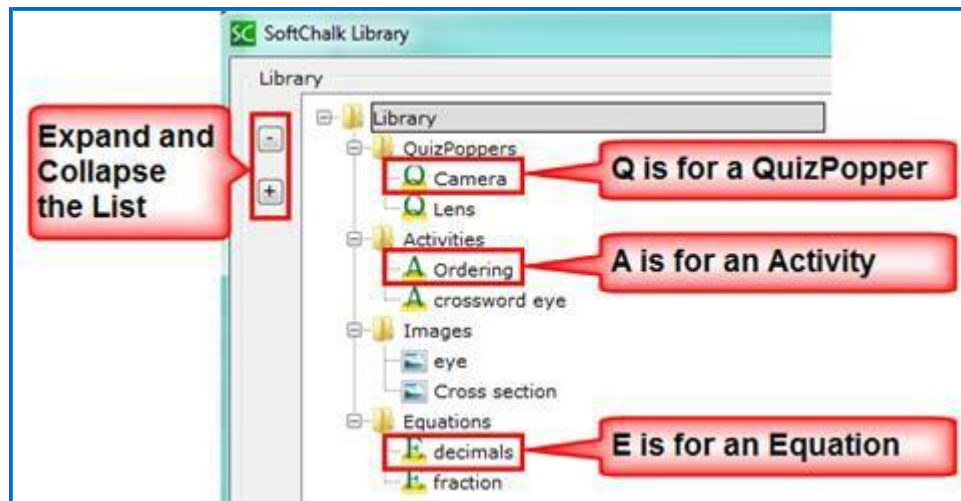 SC SoftChalk Library
Library
Expand and
Collapse
the List
-
+
Library
QuizPoppers
Q Camera
Q is for a QuizPopper
Q Lens
Activities
A Ordering
A is for an Activity
A crossword eye
Images
eye
Cross section
Equations
E decimals
E is for an Equation
E fraction